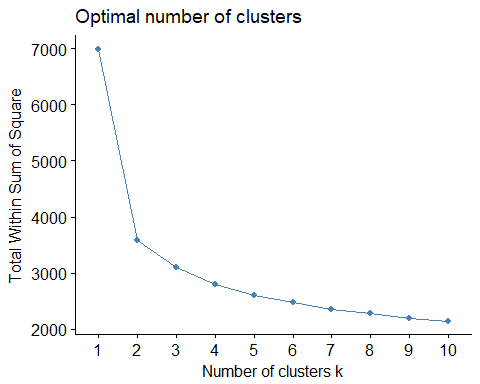 Optimal number of clusters
Total Within Sum of Square
7000
6000
5000
4000
3000
2000
1 2 3 4 5 6 7 8 9 10
Number of clusters k